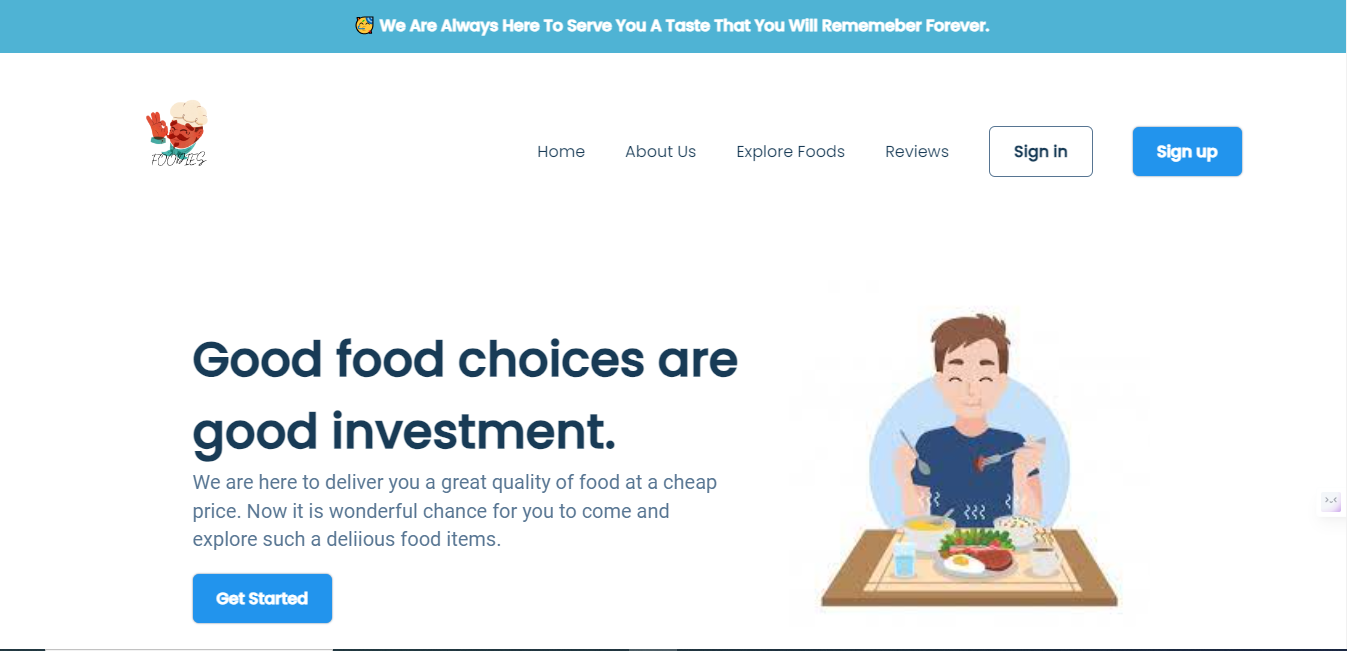 We Are Always Here To Serve You A Taste That You Will Rememeber Forever.
FOODIES
Home About Us Explore Foods Reviews Sign in Sign up
Good food choices are
good investment.
We are here to deliver you a great quality of food at a cheap
price. Now it is wonderful chance for you to come and
explore such a deliious food items.
Get Started